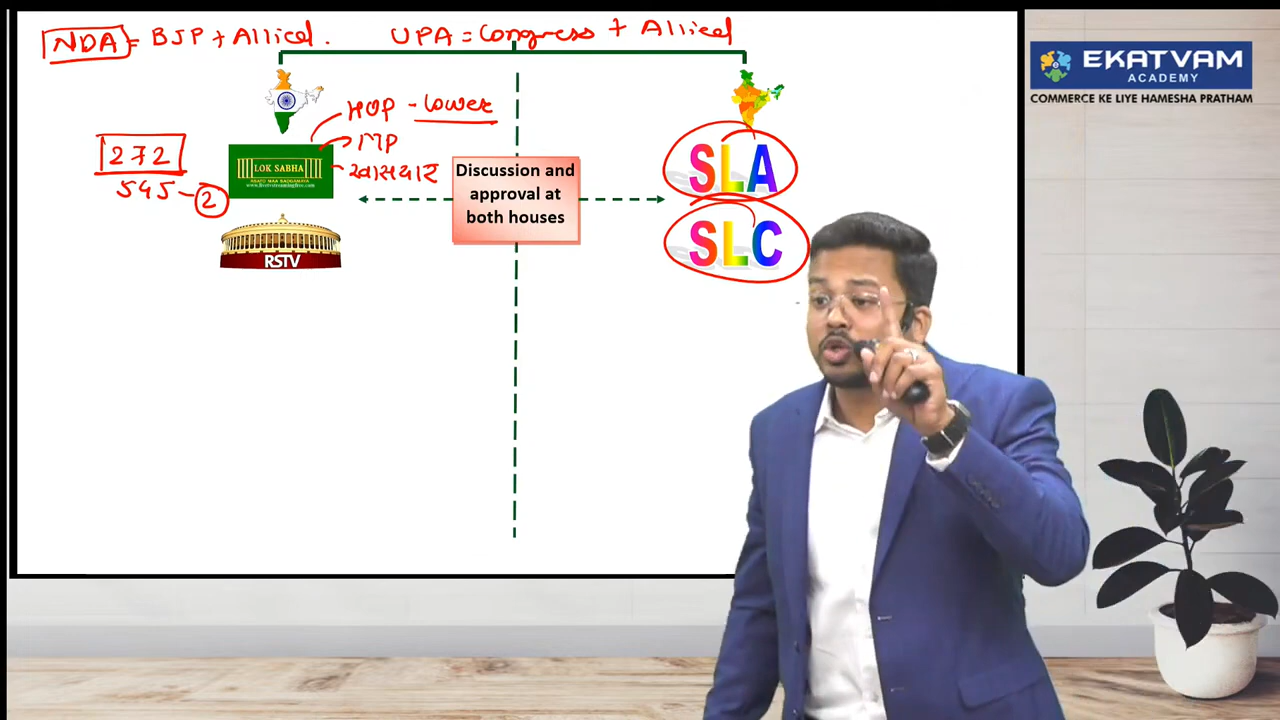 NDA = BJP + Allied.
UPA = Congress + Allied
EKATVAM
ACADEMY
COMMERCE KE LIYE HAMESHA PRATHAM
HOP - lower
MP
272
545 - 2
LOK SABHA
Discussion and
approval at
both houses
SLA
SLC
RSTV